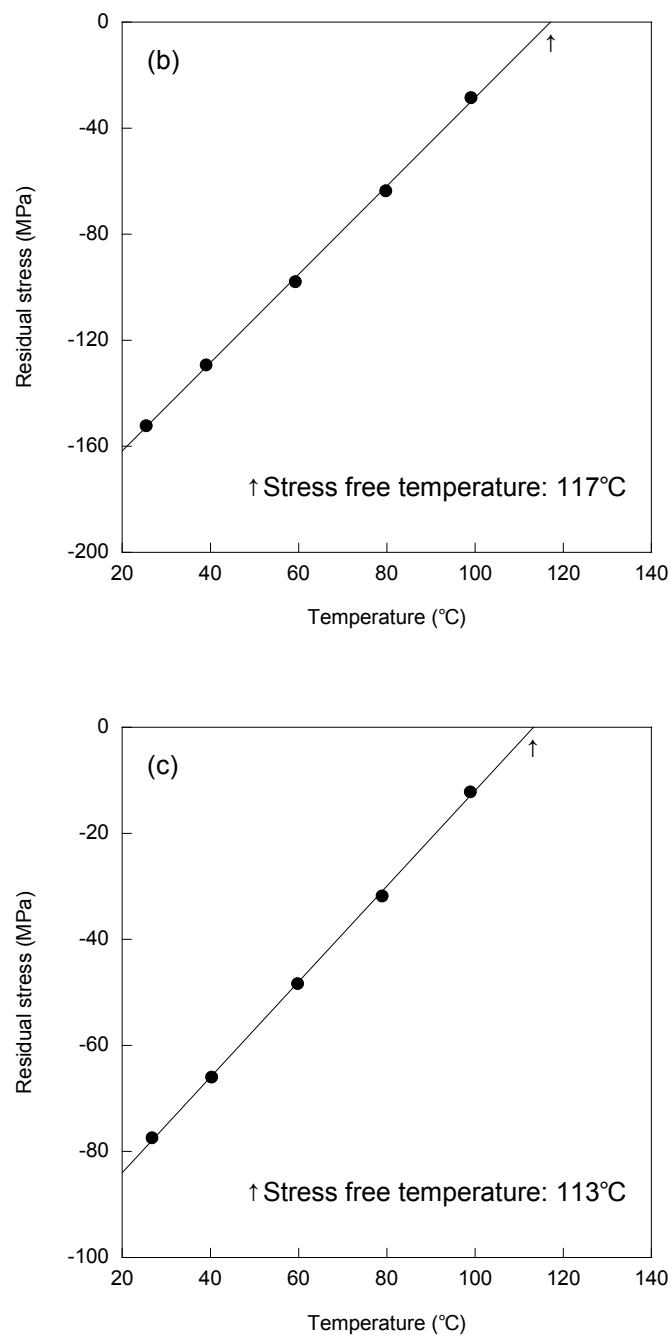 (b)
0
-40
-80
-120
-160
-200
Residual stress (MPa)
↑
↑Stress free temperature: 117℃
20 40 60 80 100 120 140
Temperature (℃)
(c)
0
-20
-40
-60
-80
-100
Residual stress (MPa)
↑
↑Stress free temperature: 113℃
20 40 60 80 100 120 140
Temperature (℃)